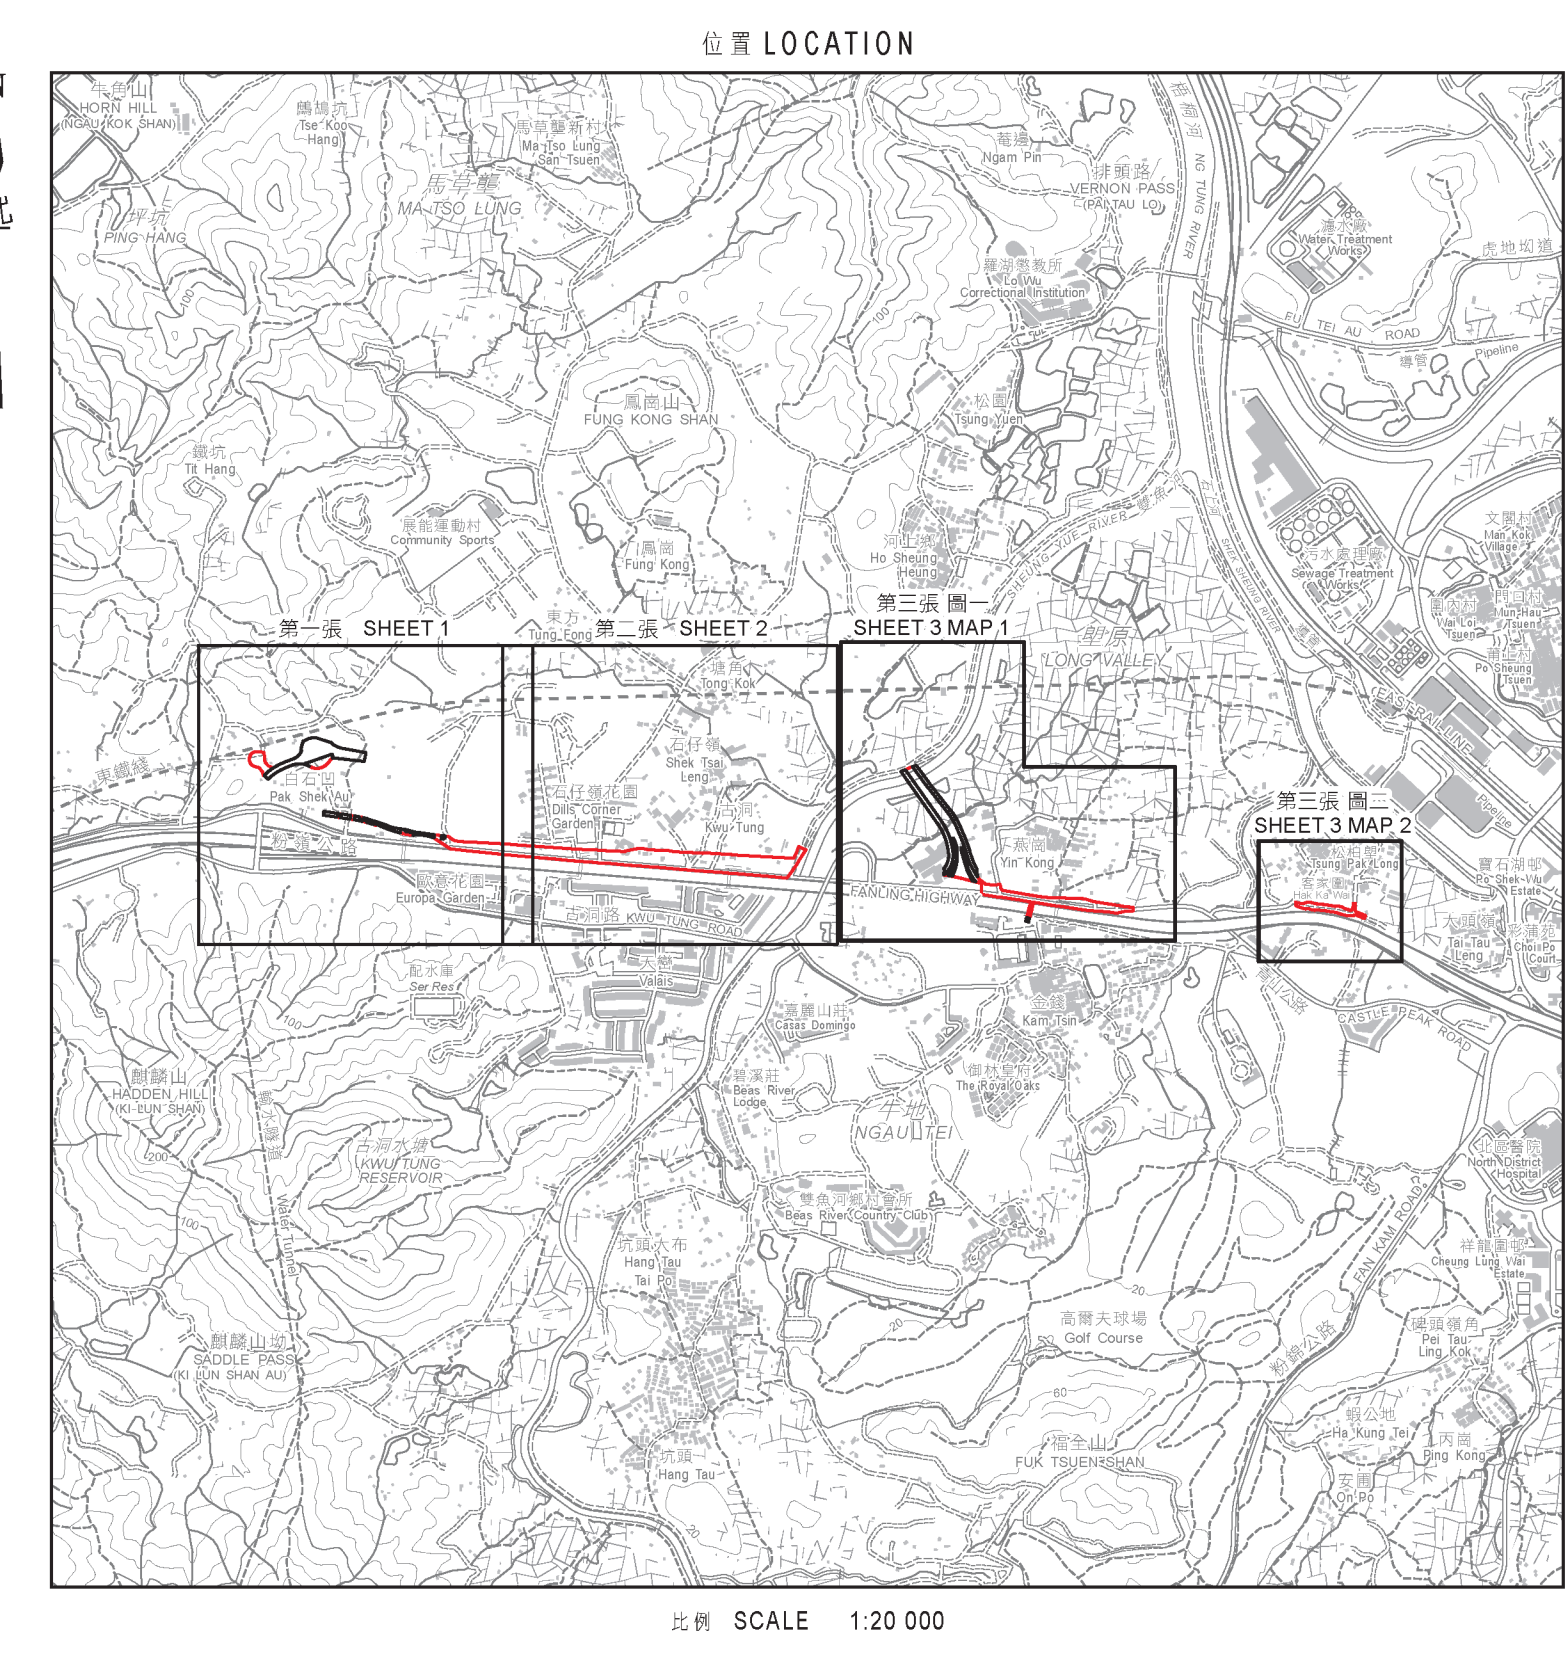 位置 LOCATION
牛角山
HORN HILL
(NGAU KOK SHAN)
鷓鴣坑
Tse Koo
Hang
馬草壟新村
Ma Tso Lung
San Tsuen
馬草壟
MA TSO LUNG
坪坑
PING HANG
菴邊
Ngam Pin
排頭路
VERNON PASS
(PAI TAU LO)
梧桐河 NG TUNG RIVER
濾水廠
Water Treatment
Works
虎地坳道
FU TEI AU ROAD
導管
Pipeline
羅湖懲教所
Lo Wu
Correctional Institution
100
100
鳳崗山
FUNG KONG SHAN
松園
Tsung Yuen
鐵坑
Tit Hang
展能運動村
Community Sports
鳳崗
Fung Kong
河上鄉
Ho Sheung
Heung
SHEUNG YUE RIVER 雙魚河
石上河
SHEK SHEUNG RIVER
污水處理廠
Sewage Treatment
Works
文閣村
Man Kok
Village
門口村
Mun Hau
Tsuen
圍內村
Wai Loi
Tsuen
莆上村
Po Sheung
Tsuen
導管
東方
Tung Fong
第一張 SHEET 1
第二張 SHEET 2
第三張 圖一
SHEET 3 MAP 1
塱原
LONG VALLEY
塘角
Tong Kok
石仔嶺
Shek Tsai
Leng
東鐵綫
EAST RAIL LINE
白石凹
Pak Shek Au
石仔嶺花園
Dills Corner
Garden
古洞
Kwu Tung
粉嶺公路
FANLING HIGHWAY
燕崗
Yin Kong
第三張 圖二
SHEET 3 MAP 2
松柏塱
Tsung Pak Long
客家圍
Hak Ka Wai
Pipeline
寶石湖邨
Po Shek Wu
Estate
歐意花園
Europa Garden
古洞路 KWU TUNG ROAD
大頭嶺
Tai Tau
Leng
彩蒲苑
Choi Po
Court
配水庫
Ser Res
天巒
Valais
嘉麗山莊
Casas Domingo
金錢
Kam Tsin
青山公路
CASTLE PEAK ROAD
100
麒麟山
HADDEN HILL
(KI LUN SHAN)
輸水隧道
Water Tunnel
碧溪莊
Beas River
Lodge
御林皇府
The Royal Oaks
牛地
NGAU TEI
200
古洞水塘
KWU TUNG
RESERVOIR
北區醫院
North District
Hospital
100
雙魚河鄉村會所
Beas River Country Club
FAN KAM ROAD
粉錦公路
坑頭大布
Hang Tau
Tai Po
祥龍圍邨
Cheung Lung Wai
Estate
20
20
高爾夫球場
Golf Course
麒麟山坳
SADDLE PASS
(KI LUN SHAN AU)
碑頭嶺角
Pei Tau
Ling Kok
60
蝦公地
Ha Kung Tei
丙崗
Ping Kong
福全山
FUK TSUEN SHAN
坑頭
Hang Tau
安圃
On Po
20
比例 SCALE 1:20 000